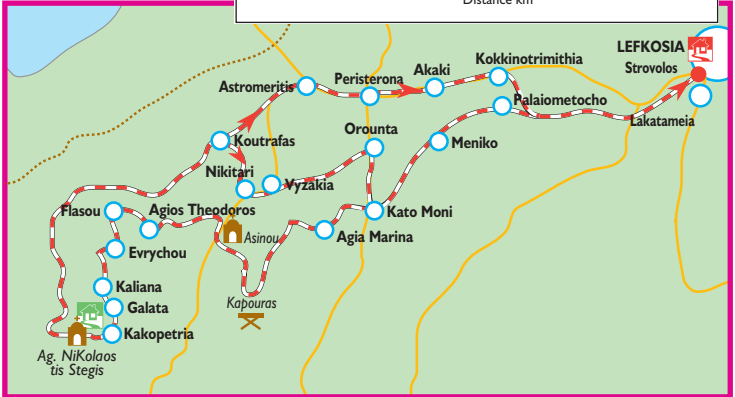 Distance km
LEFKOSIA
Strovolos
Kokkinotrimithia
Akaki
Peristerona
Astromeritis
Palaiometocho
Lakatameia
Orounta
Meniko
Koutrafas
Nikitari
Vyzakia
Flasou
Agios Theodoros
Kato Moni
Asinou
Agia Marina
Evrychou
Kaliana
Kapouras
Galata
Kakopetria
Ag. NiKolaos
tis Stegis